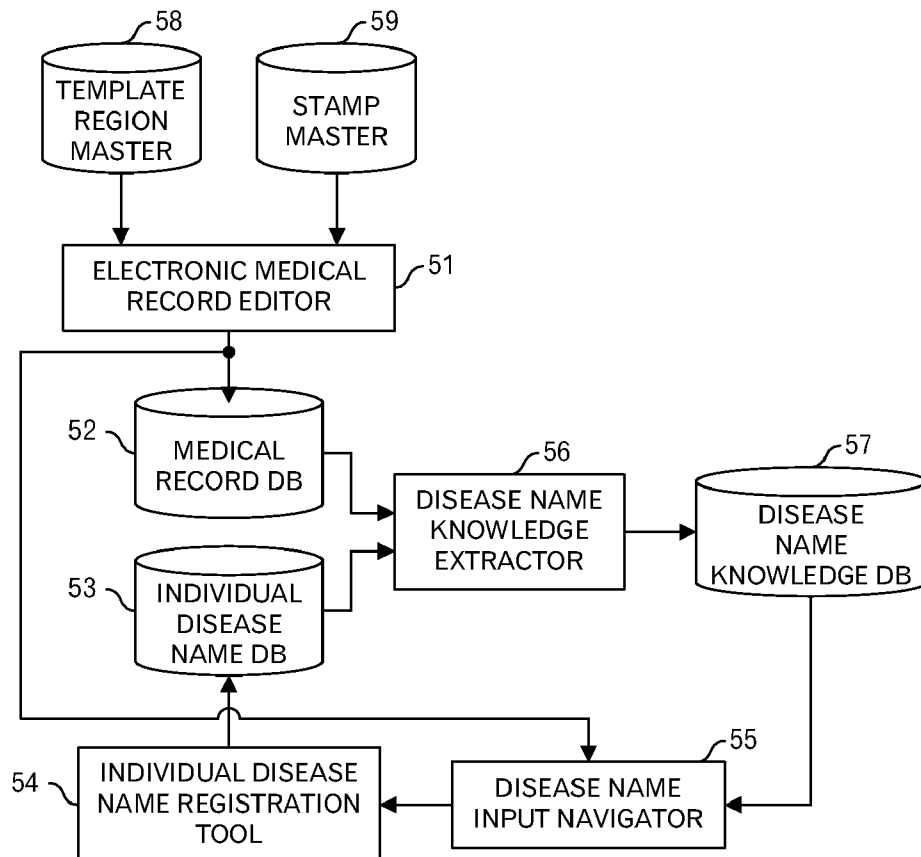 58
59
TEMPLATE
REGION
MASTER
STAMP
MASTER
ELECTRONIC MEDICAL
RECORD EDITOR
51
52
MEDICAL
RECORD DB
56
DISEASE NAME
KNOWLEDGE
EXTRACTOR
57
DISEASE
NAME
KNOWLEDGE DB
53
INDIVIDUAL
DISEASE
NAME DB
54
INDIVIDUAL DISEASE
NAME REGISTRATION
TOOL
55
DISEASE NAME
INPUT NAVIGATOR